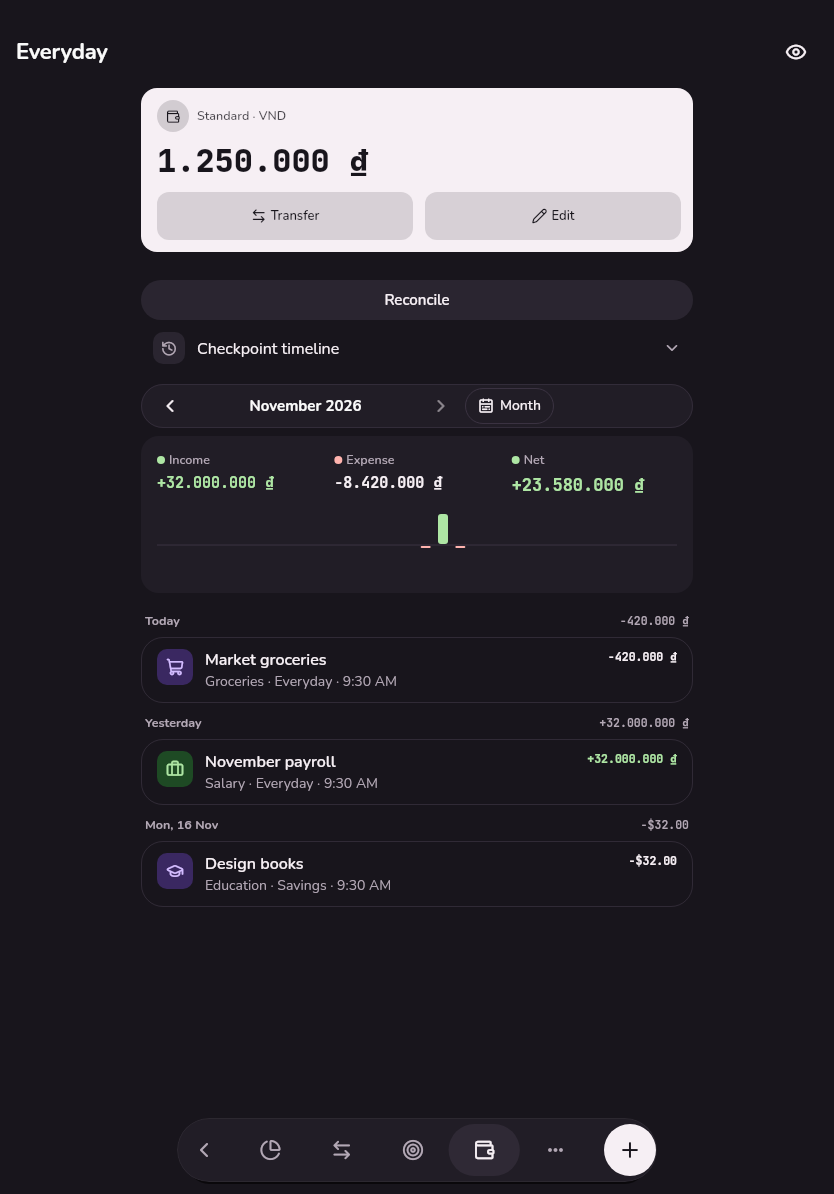 Everyday
Standard · VND
1.250.000 ₫
Transfer
Edit
Reconcile
Checkpoint timeline
November 2026
Month
Income
Expense
Net
+32.000.000 ₫
-8.420.000 ₫
+23.580.000 ₫
Today
-420.000 ₫
Market groceries
-420.000 ₫
Groceries · Everyday · 9:30 AM
Yesterday
+32.000.000 ₫
November payroll
+32.000.000 ₫
Salary · Everyday · 9:30 AM
Mon, 16 Nov
-$32.00
Design books
-$32.00
Education · Savings · 9:30 AM